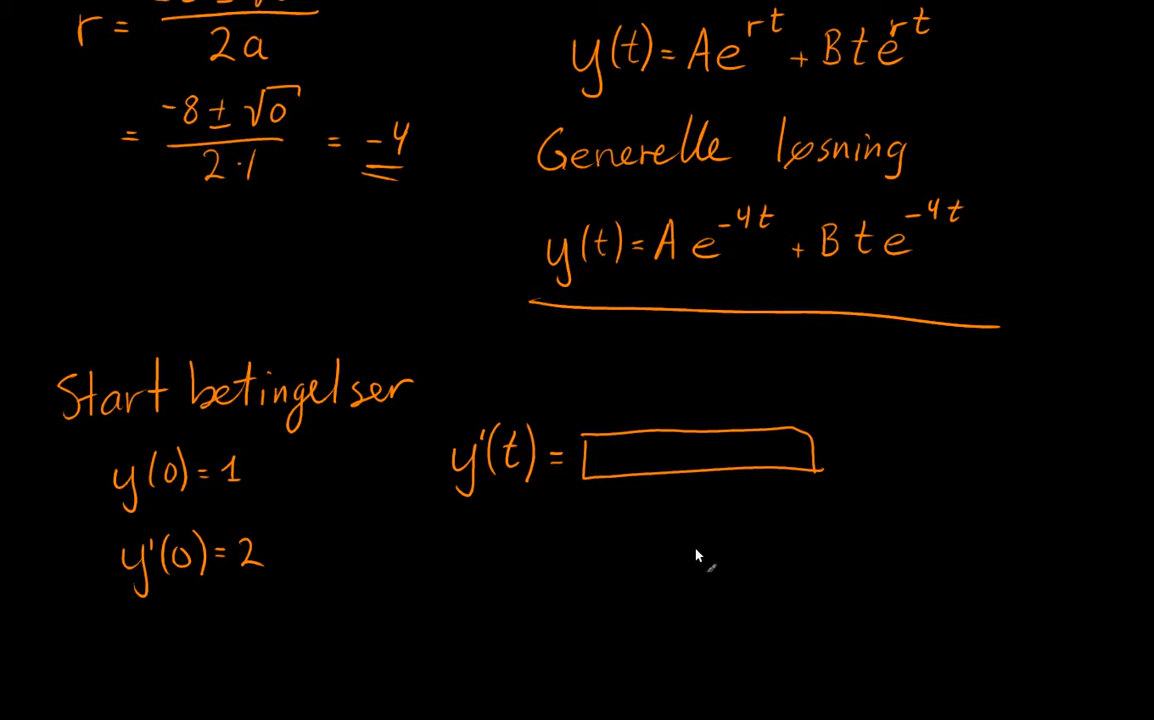 r = ——— / 2a
= (-8 ± √0) / (2·1) = -4
y(t) = Ae^rt + Bte^rt
Generelle løsning
y(t) = Ae^-4t + Bte^-4t
Start betingelser
y(0) = 1
y'(0) = 2
y'(t) =